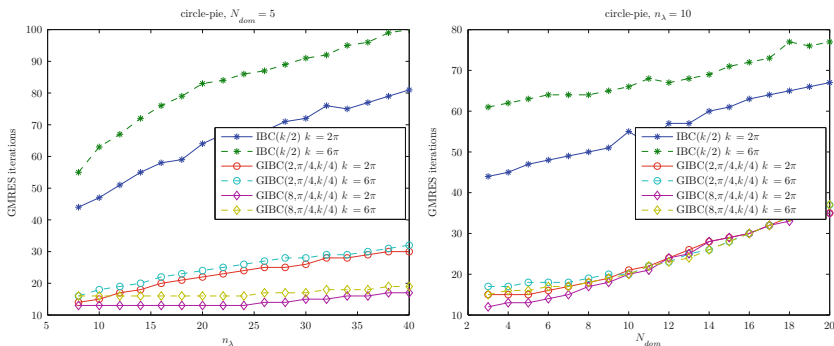 circle-pie, N_dom = 5
GMRES iterations
100
90
80
70
60
50
40
30
20
10
5 10 15 20 25 30 35 40
n_λ
IBC(k/2) k = 2π
IBC(k/2) k = 6π
GIBC(2,π/4,k/4) k = 2π
GIBC(2,π/4,k/4) k = 6π
GIBC(8,π/4,k/4) k = 2π
GIBC(8,π/4,k/4) k = 6π
circle-pie, n_λ = 10
GMRES iterations
80
70
60
50
40
30
20
10
2 4 6 8 10 12 14 16 18 20
N_dom
IBC(k/2) k = 2π
IBC(k/2) k = 6π
GIBC(2,π/4,k/4) k = 2π
GIBC(2,π/4,k/4) k = 6π
GIBC(8,π/4,k/4) k = 2π
GIBC(8,π/4,k/4) k = 6π